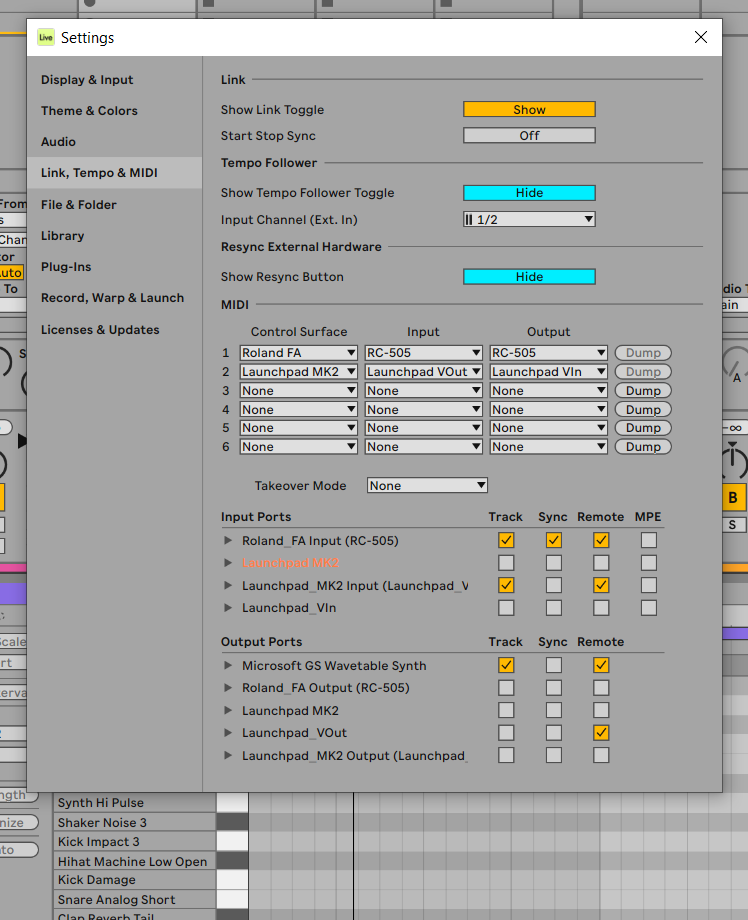 Live Settings
Display & Input
Theme & Colors
Audio
Link, Tempo & MIDI
File & Folder
Library
Plug-Ins
Record, Warp & Launch
Licenses & Updates
Link
Show Link Toggle Show
Start Stop Sync Off
Tempo Follower
Show Tempo Follower Toggle Hide
Input Channel (Ext. In) 1/2
Resync External Hardware
Show Resync Button Hide
MIDI
Control Surface Input Output
1 Roland FA RC-505 RC-505 Dump
2 Launchpad MK2 Launchpad VOut Launchpad VIn Dump
3 None None None Dump
4 None None None Dump
5 None None None Dump
6 None None None Dump
Takeover Mode None
Input Ports Track Sync Remote MPE
Roland_FA Input (RC-505)
Launchpad MK2
Launchpad_MK2 Input (Launchpad_V
Launchpad_VIn
Output Ports Track Sync Remote
Microsoft GS Wavetable Synth
Roland_FA Output (RC-505)
Launchpad MK2
Launchpad_VOut
Launchpad_MK2 Output (Launchpad_
From
s
Chan
tor
uto
To
S
cale
rt
erva
2
ngth
nize
ato
dio T
ain
A
-∞
B
S
Synth Hi Pulse
Shaker Noise 3
Kick Impact 3
Hihat Machine Low Open
Kick Damage
Snare Analog Short
Clap Reverb Tail